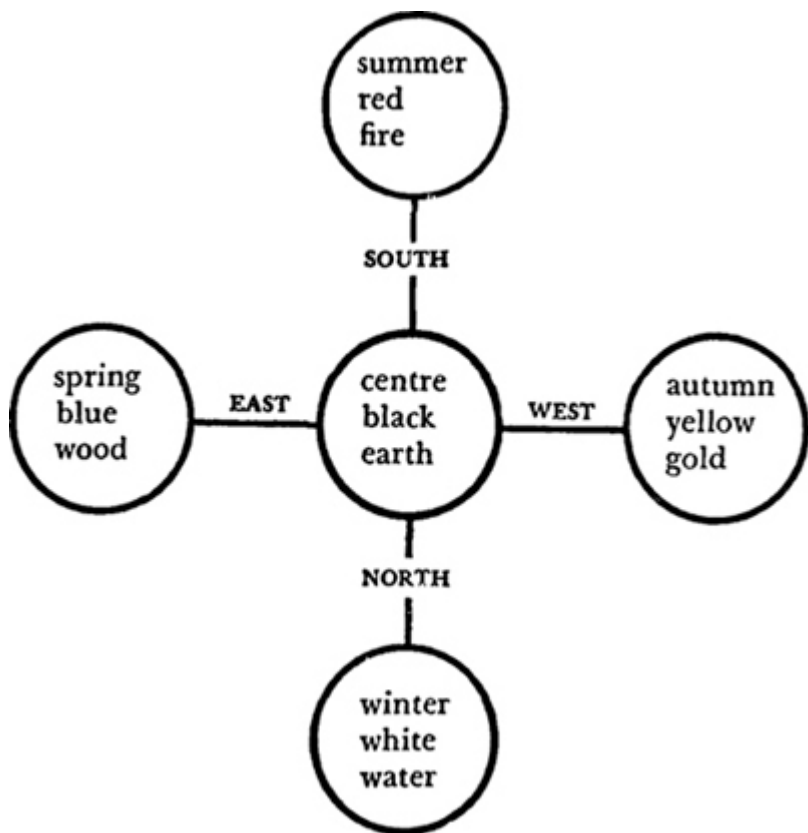 summer
red
fire
SOUTH
spring
blue
wood
EAST
centre
black
earth
WEST
autumn
yellow
gold
NORTH
winter
white
water